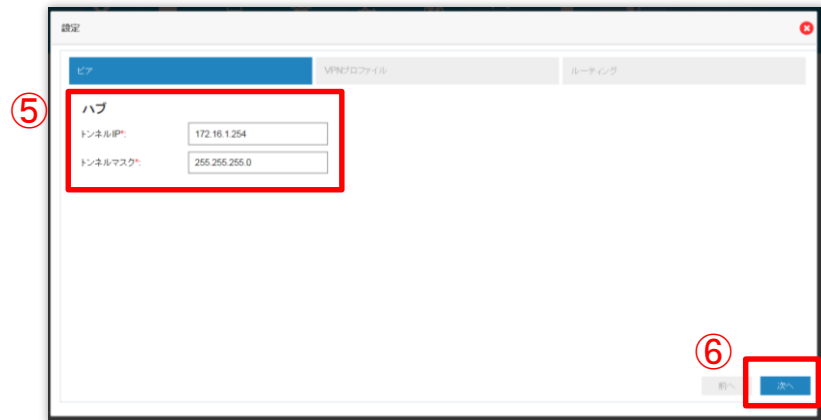 設定
ピア
VPNプロファイル
ルーティング
⑤
ハブ
トンネルIP*:
172.16.1.254
トンネルマスク*:
255.255.255.0
⑥
前へ
次へ